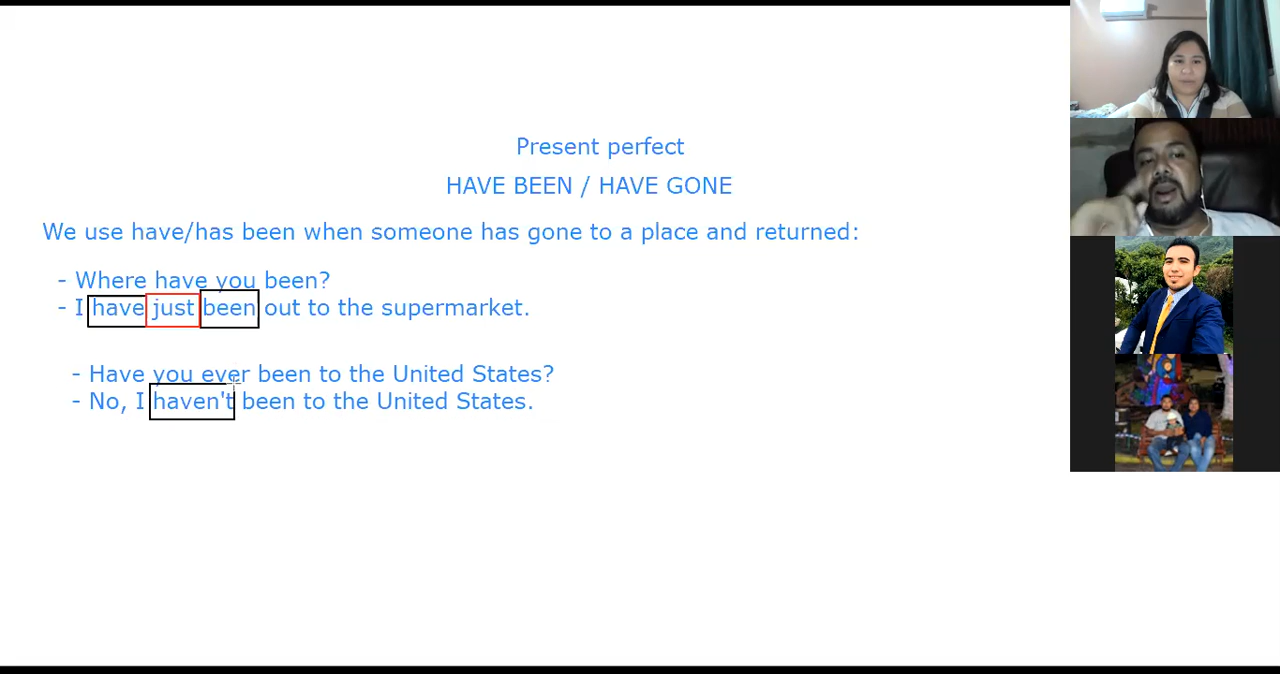 Present perfect
HAVE BEEN / HAVE GONE
We use have/has been when someone has gone to a place and returned:
- Where have you been?
- I have just been out to the supermarket.
- Have you ever been to the United States?
- No, I haven't been to the United States.